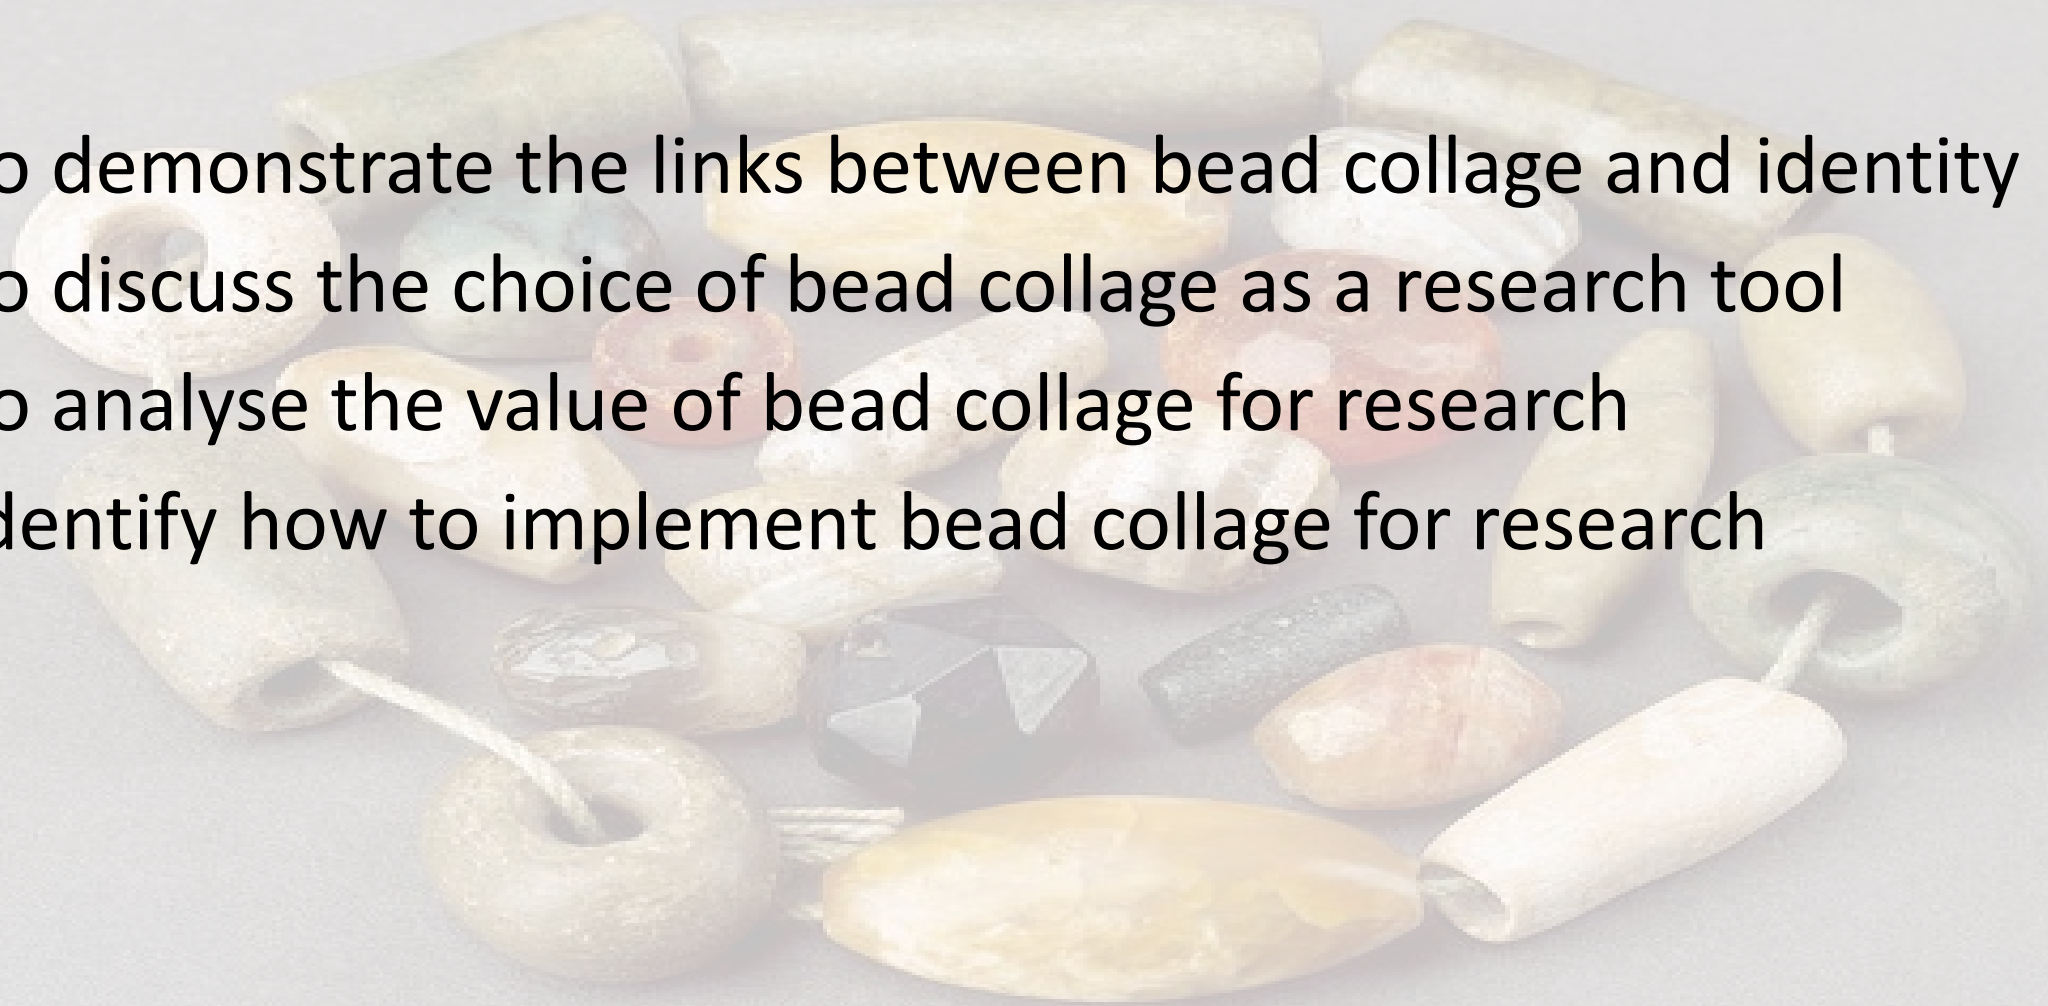 o demonstrate the links between bead collage and identity
o discuss the choice of bead collage as a research tool
o analyse the value of bead collage for research
dentify how to implement bead collage for research